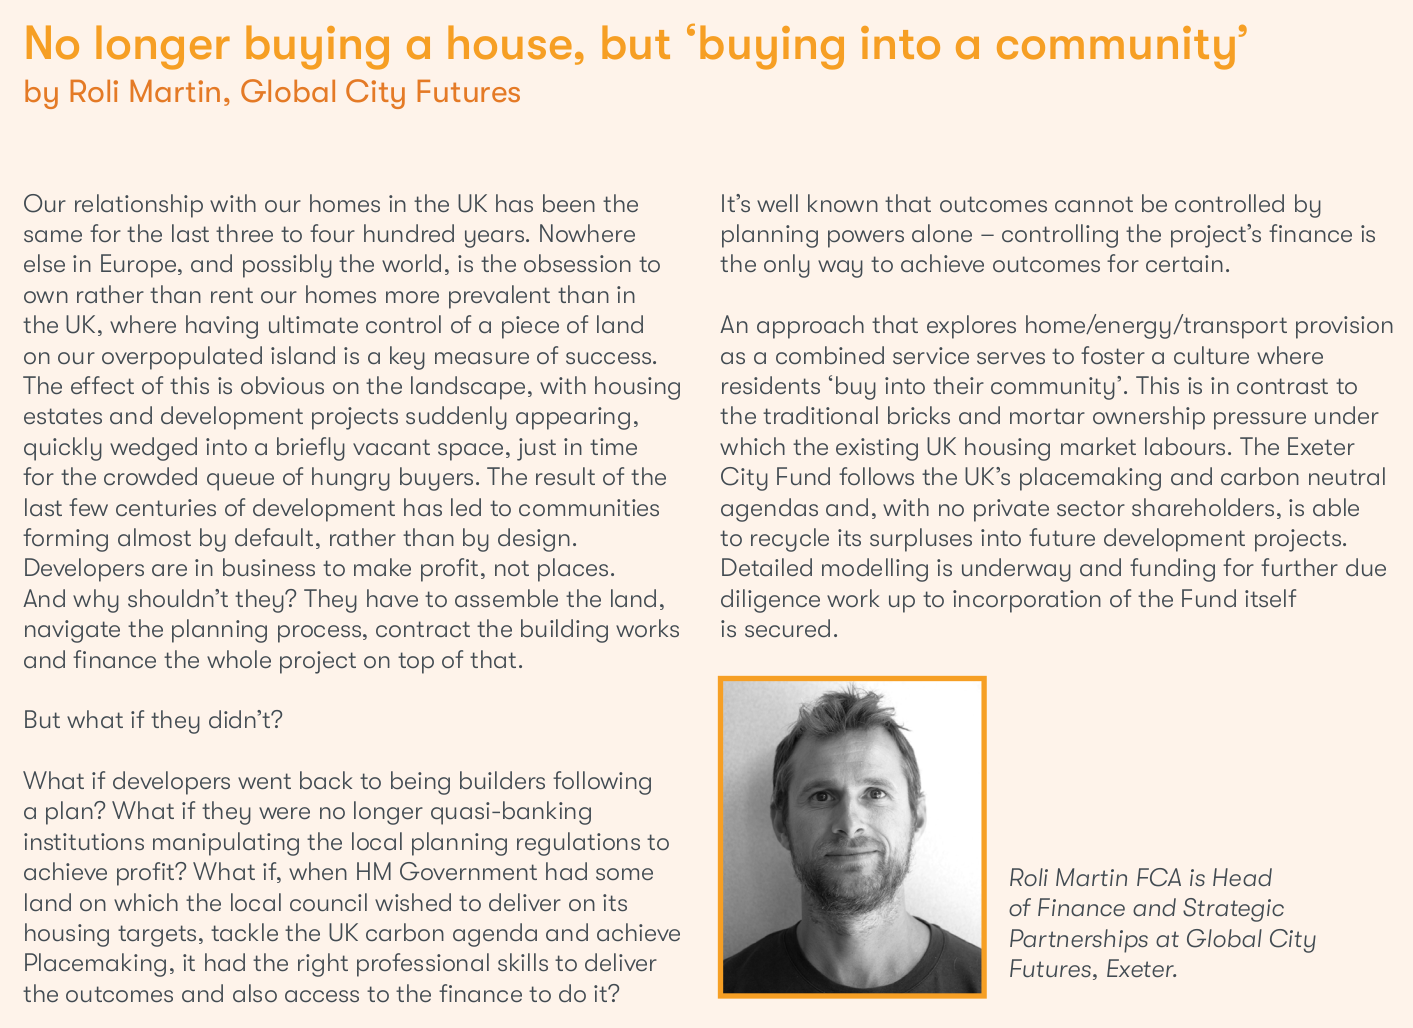 No longer buying a house, but ‘buying into a community’
by Roli Martin, Global City Futures
Our relationship with our homes in the UK has been the
same for the last three to four hundred years. Nowhere
else in Europe, and possibly the world, is the obsession to
own rather than rent our homes more prevalent than in
the UK, where having ultimate control of a piece of land
on our overpopulated island is a key measure of success.
The effect of this is obvious on the landscape, with housing
estates and development projects suddenly appearing,
quickly wedged into a briefly vacant space, just in time
for the crowded queue of hungry buyers. The result of the
last few centuries of development has led to communities
forming almost by default, rather than by design.
Developers are in business to make profit, not places.
And why shouldn’t they? They have to assemble the land,
navigate the planning process, contract the building works
and finance the whole project on top of that.
But what if they didn’t?
What if developers went back to being builders following
a plan? What if they were no longer quasi-banking
institutions manipulating the local planning regulations to
achieve profit? What if, when HM Government had some
land on which the local council wished to deliver on its
housing targets, tackle the UK carbon agenda and achieve
Placemaking, it had the right professional skills to deliver
the outcomes and also access to the finance to do it?
It’s well known that outcomes cannot be controlled by
planning powers alone – controlling the project’s finance is
the only way to achieve outcomes for certain.
An approach that explores home/energy/transport provision
as a combined service serves to foster a culture where
residents ‘buy into their community’. This is in contrast to
the traditional bricks and mortar ownership pressure under
which the existing UK housing market labours. The Exeter
City Fund follows the UK’s placemaking and carbon neutral
agendas and, with no private sector shareholders, is able
to recycle its surpluses into future development projects.
Detailed modelling is underway and funding for further due
diligence work up to incorporation of the Fund itself
is secured.
Roli Martin FCA is Head
of Finance and Strategic
Partnerships at Global City
Futures, Exeter.